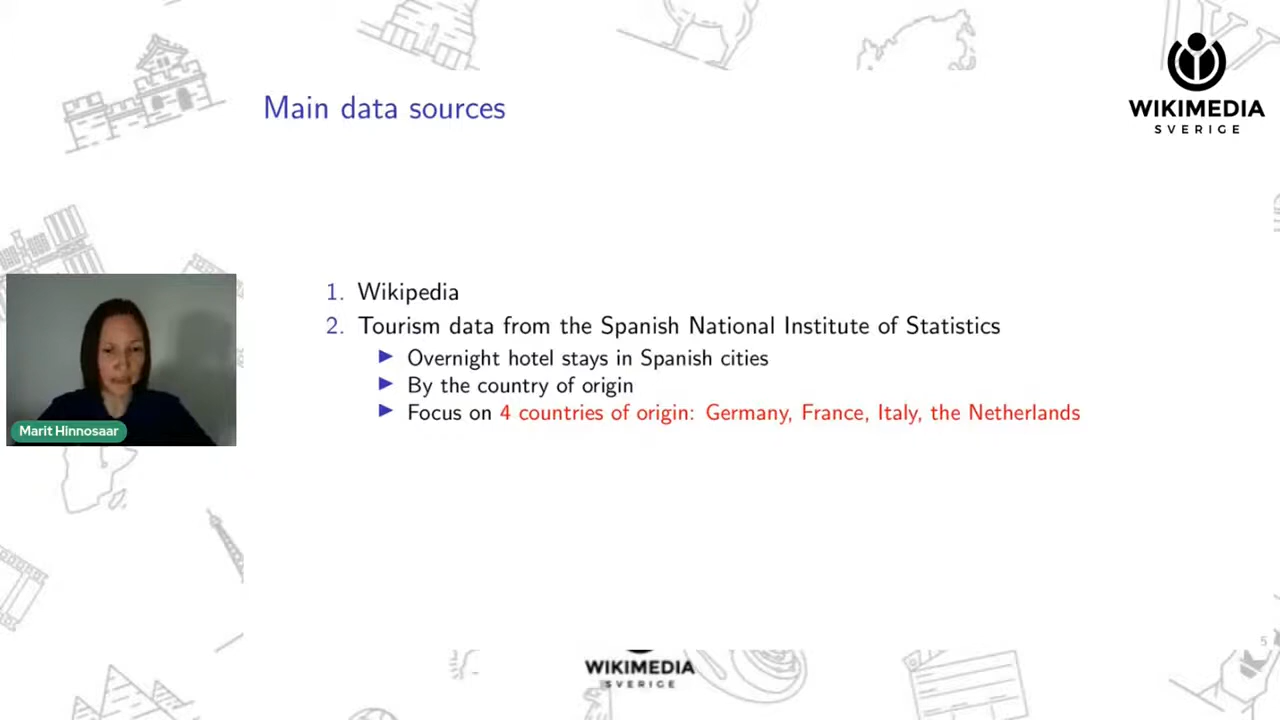 WIKIMEDIA
SVERIGE
Main data sources
1. Wikipedia
2. Tourism data from the Spanish National Institute of Statistics
Overnight hotel stays in Spanish cities
By the country of origin
Focus on 4 countries of origin: Germany, France, Italy, the Netherlands
Marit Hinnosaar
5
WIKIMEDIA
SVERIGE